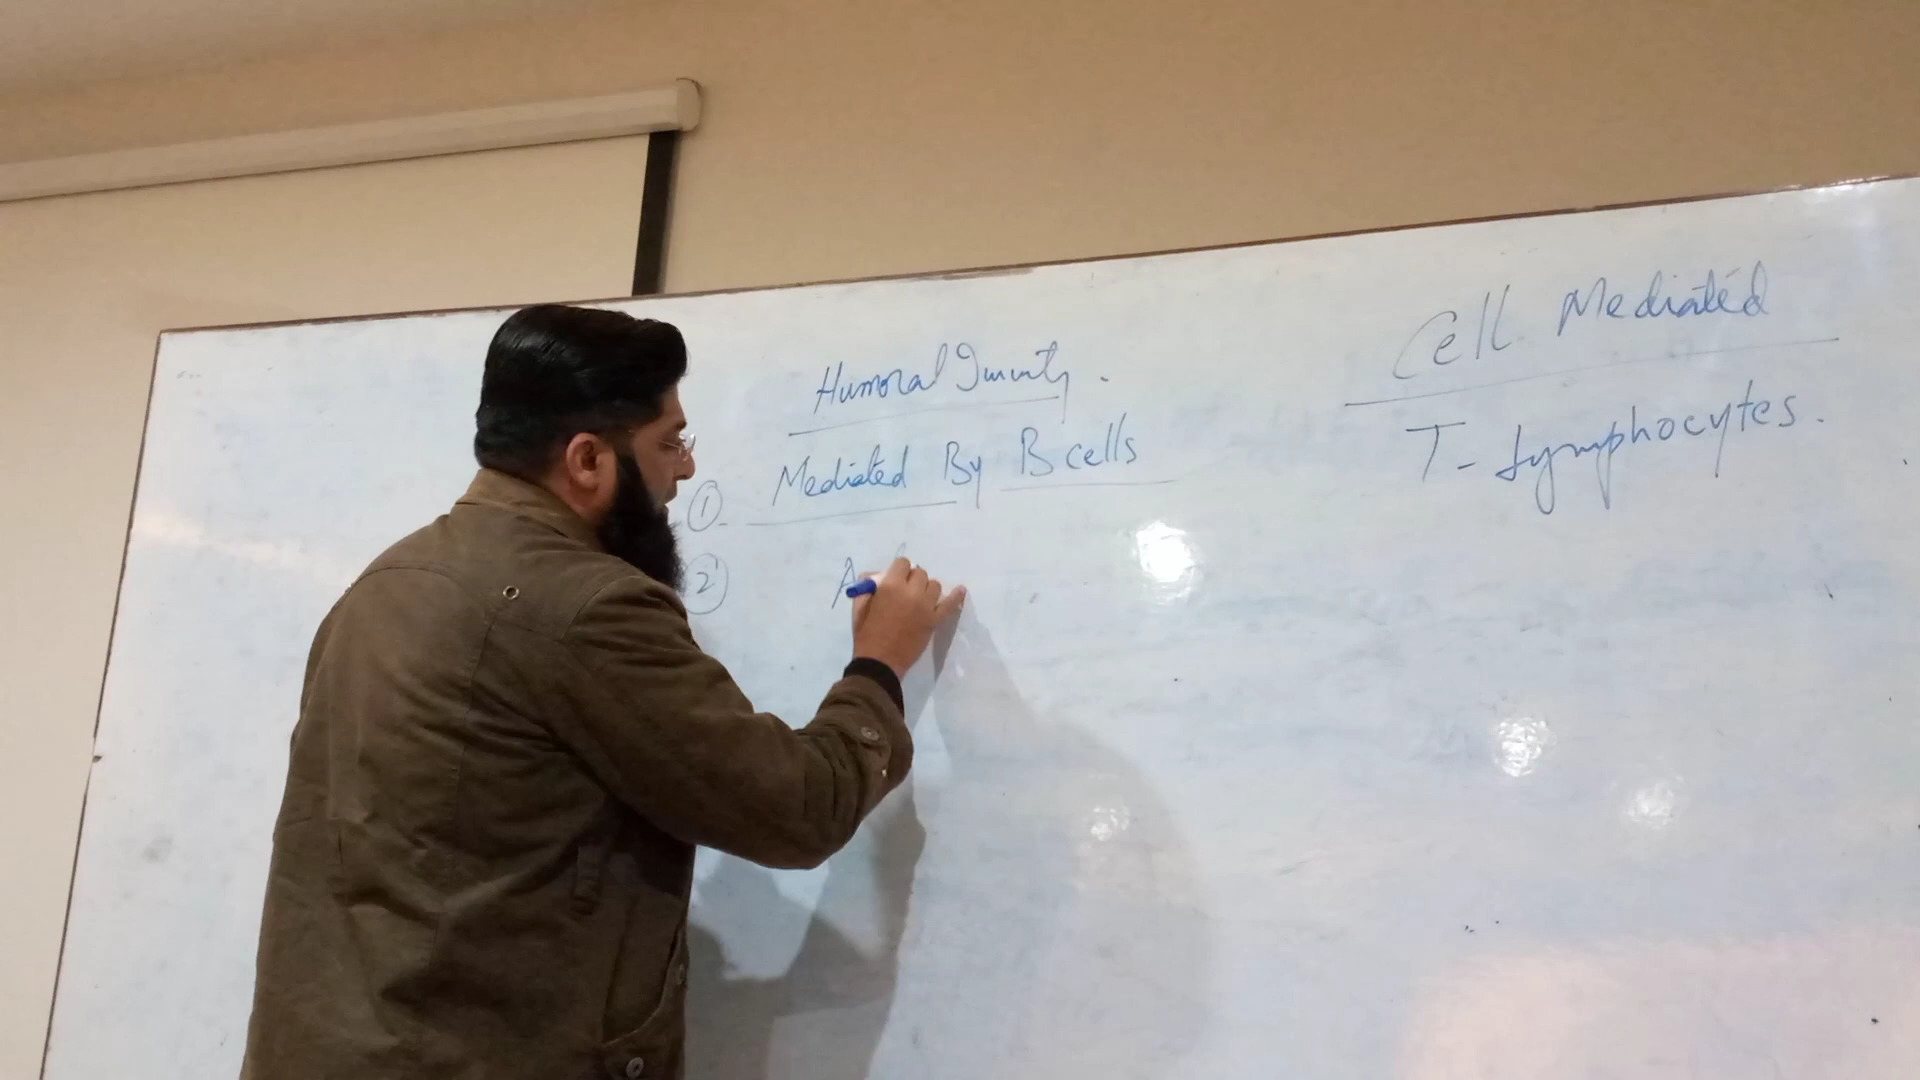 Humoral Immunity.
① Mediated By B cells
② A
Cell Mediated
T- Lymphocytes.